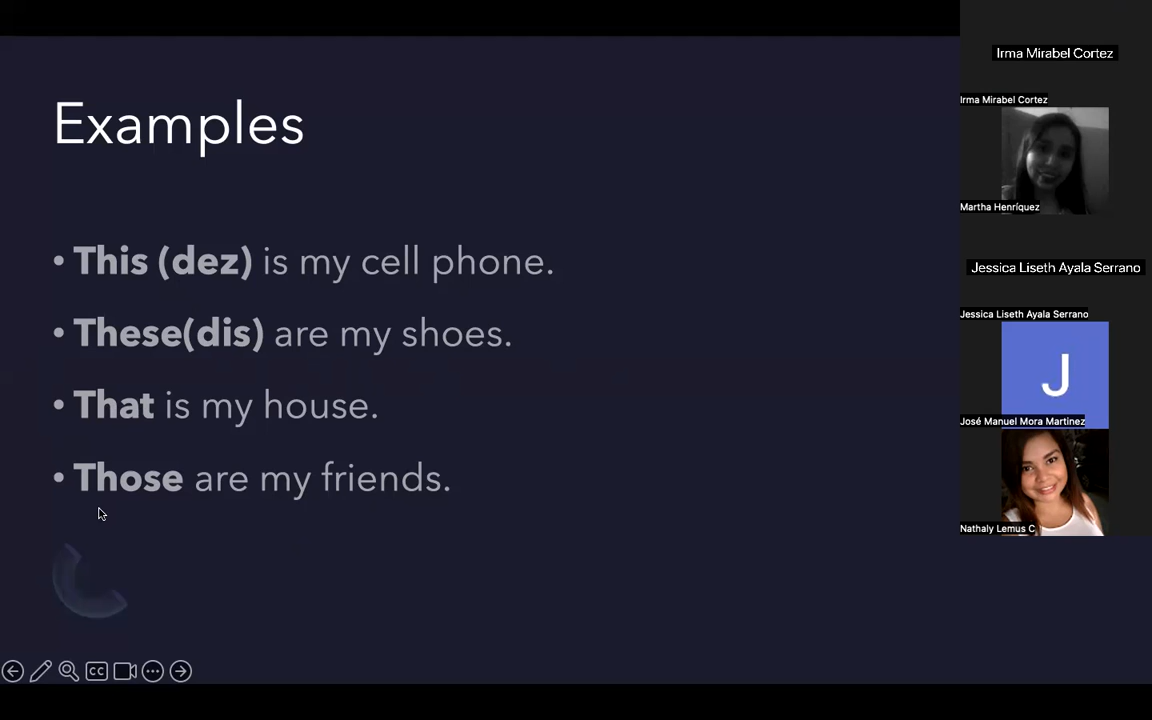 Examples
• This (dez) is my cell phone.
• These(dis) are my shoes.
• That is my house.
• Those are my friends.
CC
Irma Mirabel Cortez
Irma Mirabel Cortez
Martha Henríquez
Jessica Liseth Ayala Serrano
Jessica Liseth Ayala Serrano
J
José Manuel Mora Martinez
Nathaly Lemus C.